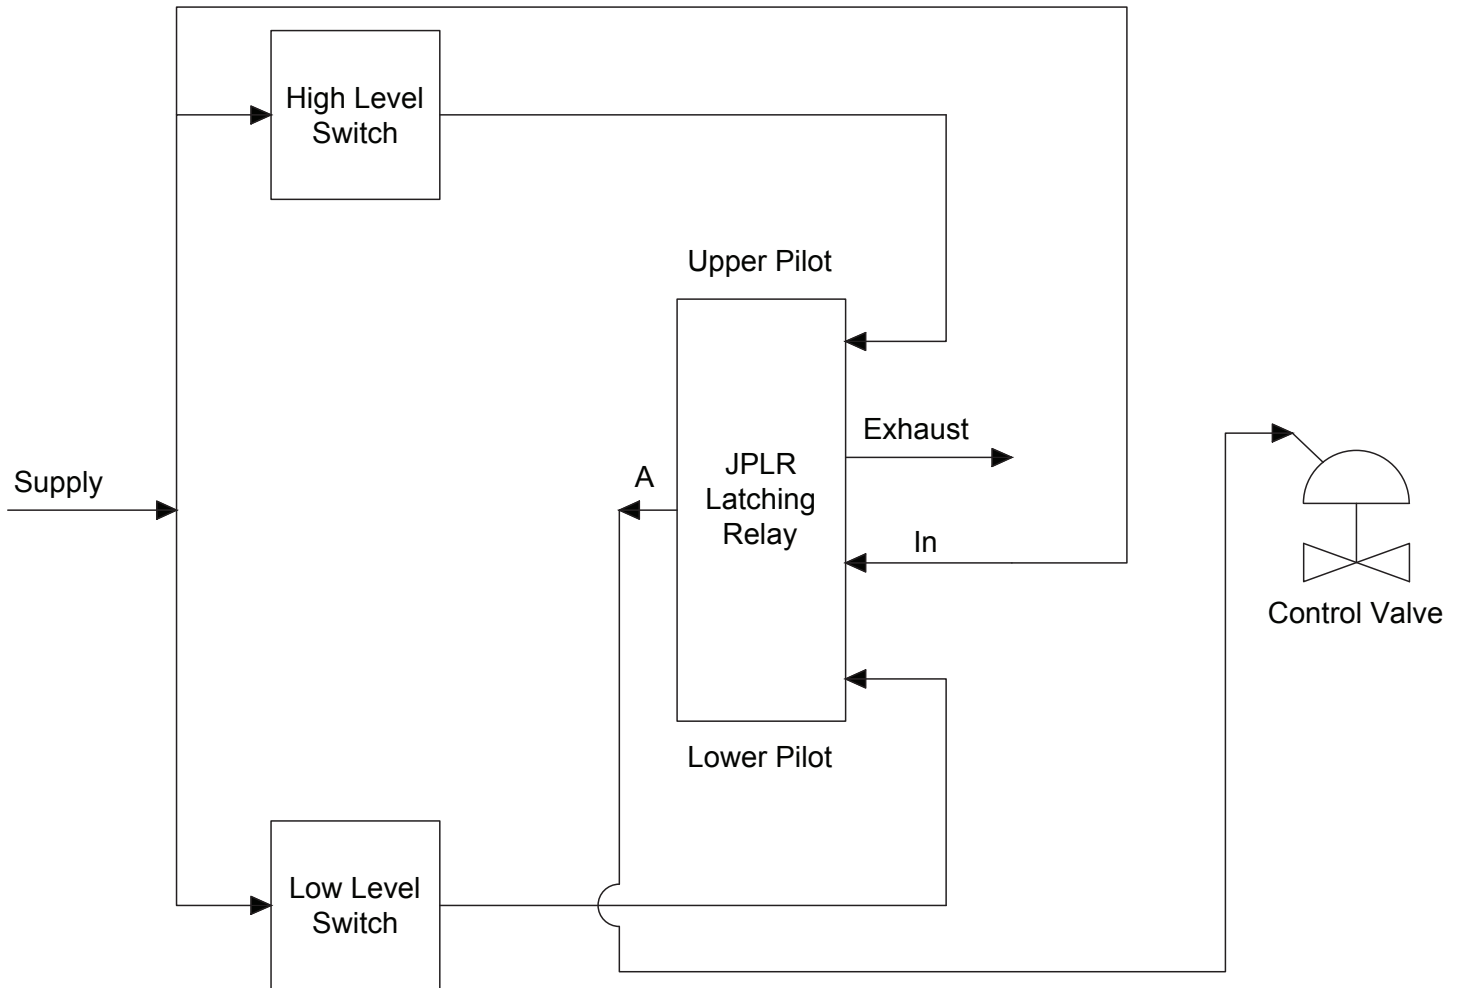 High Level
Switch
Upper Pilot
Exhaust
Supply
A
JPLR
Latching
Relay
In
Control Valve
Lower Pilot
Low Level
Switch